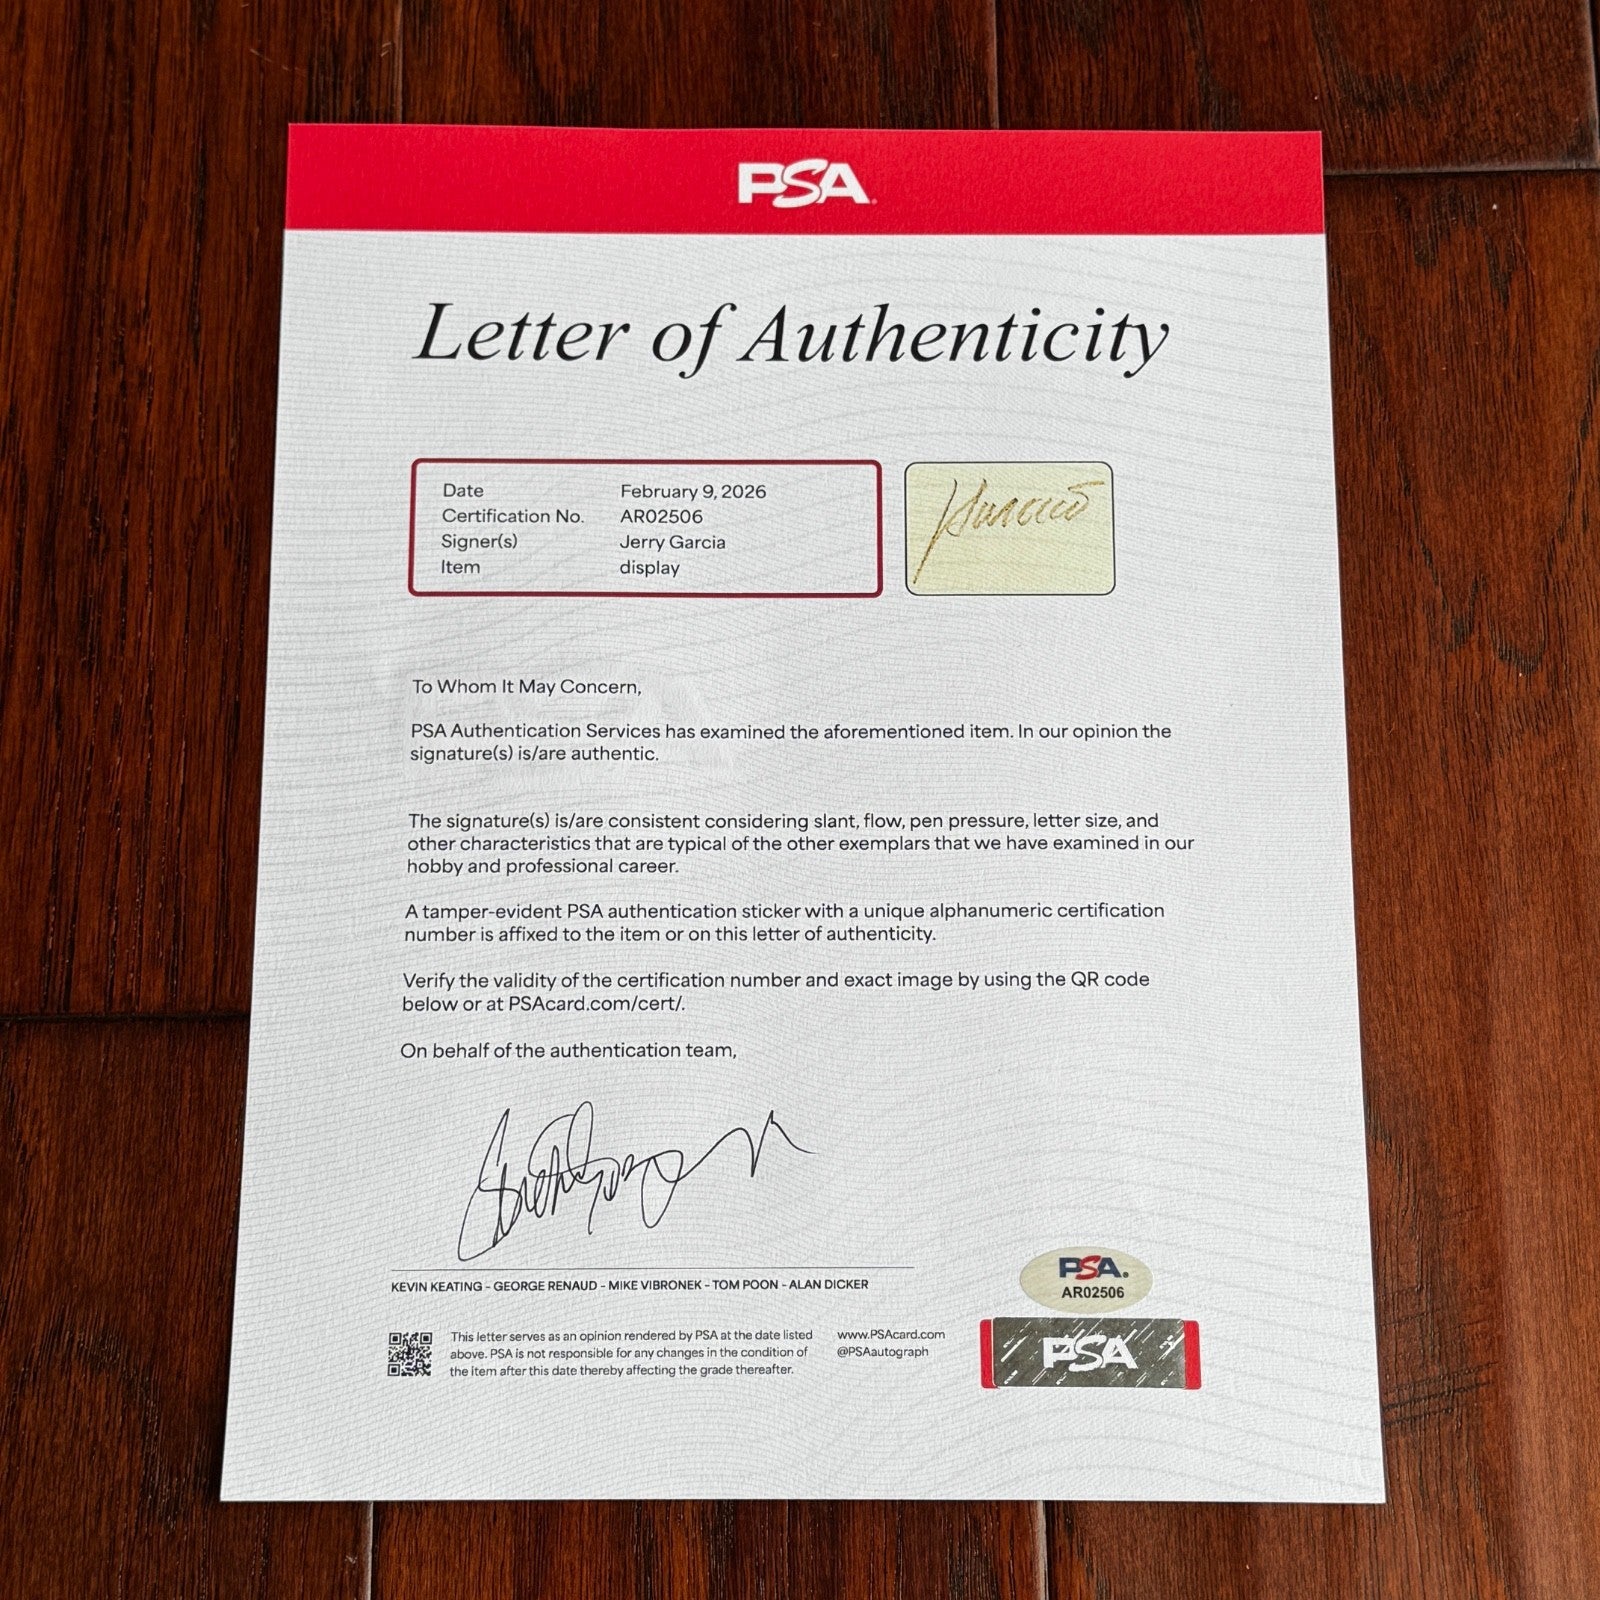 PSA
Letter of Authenticity
Date February 9, 2026
Certification No. AR02506
Signer(s) Jerry Garcia
Item display
To Whom It May Concern,
PSA Authentication Services has examined the aforementioned item. In our opinion the
signature(s) is/are authentic.
The signature(s) is/are consistent considering slant, flow, pen pressure, letter size, and
other characteristics that are typical of the other exemplars that we have examined in our
hobby and professional career.
A tamper-evident PSA authentication sticker with a unique alphanumeric certification
number is affixed to the item or on this letter of authenticity.
Verify the validity of the certification number and exact image by using the QR code
below or at PSAcard.com/cert/.
On behalf of the authentication team,
KEVIN KEATING - GEORGE RENAUD - MIKE VIBRONEK - TOM POON - ALAN DICKER
This letter serves as an opinion rendered by PSA at the date listed
above. PSA is not responsible for any changes in the condition of
the item after this date thereby affecting the grade thereafter.
www.PSAcard.com
@PSAautograph
PSA.
AR02506
PSA